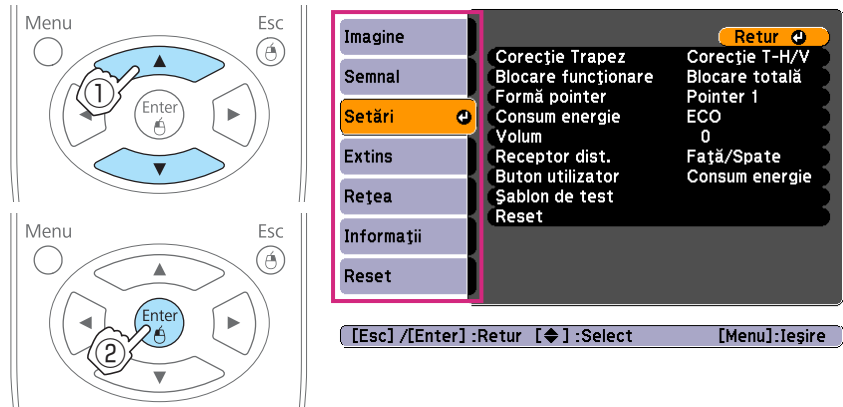 Menu
Esc
1
Enter
Menu
Esc
Enter
2
Imagine
Semnal
Setări
Extins
Reţea
Informaţii
Reset
Retur
Corecţie Trapez Corecţie T-H/V
Blocare funcţionare Blocare totală
Formă pointer Pointer 1
Consum energie ECO
Volum 0
Receptor dist. Faţă/Spate
Buton utilizator Consum energie
Şablon de test
Reset
[Esc] /[Enter] :Retur [◆] :Select [Menu]:Ieşire